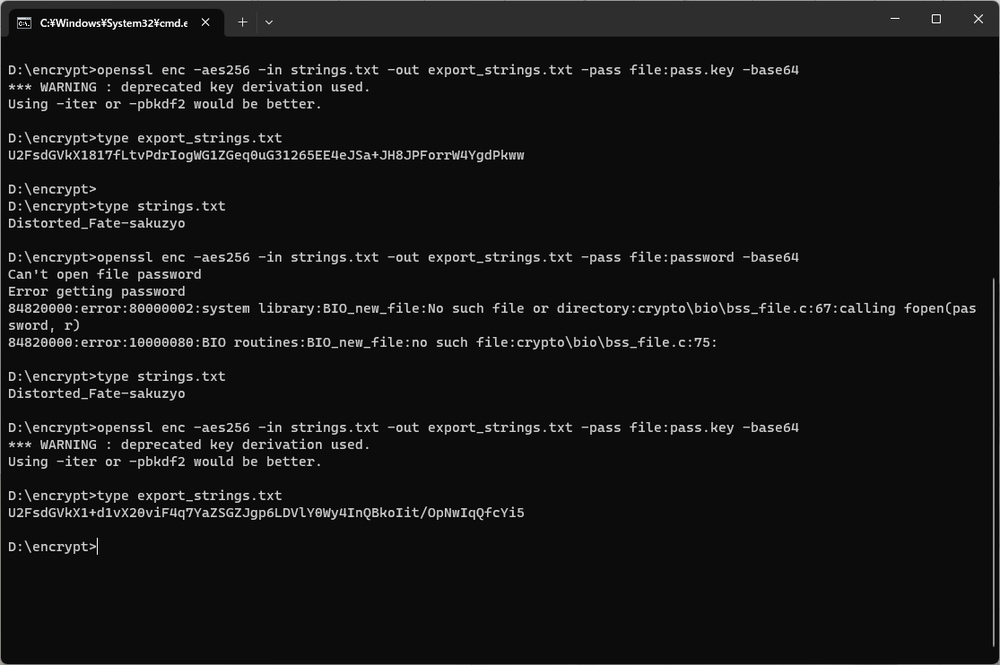 C:¥Windows¥System32¥cmd.e
D:\encrypt>openssl enc -aes256 -in strings.txt -out export_strings.txt -pass file:pass.key -base64
*** WARNING : deprecated key derivation used.
Using -iter or -pbkdf2 would be better.
D:\encrypt>type export_strings.txt
U2FsdGVkX1817fLtvPdrIogWG1ZGeq0uG31265EE4eJSa+JH8JPForrW4YgdPkww
D:\encrypt>
D:\encrypt>type strings.txt
Distorted_Fate-sakuzyo
D:\encrypt>openssl enc -aes256 -in strings.txt -out export_strings.txt -pass file:password -base64
Can't open file password
Error getting password
84820000:error:80000002:system library:BIO_new_file:No such file or directory:crypto\bio\bss_file.c:67:calling fopen(pas
sword, r)
84820000:error:10000080:BIO routines:BIO_new_file:no such file:crypto\bio\bss_file.c:75:
D:\encrypt>type strings.txt
Distorted_Fate-sakuzyo
D:\encrypt>openssl enc -aes256 -in strings.txt -out export_strings.txt -pass file:pass.key -base64
*** WARNING : deprecated key derivation used.
Using -iter or -pbkdf2 would be better.
D:\encrypt>type export_strings.txt
U2FsdGVkX1+d1vX20viF4q7YaZSGZJgp6LDVlY0Wy4InQBkoIit/OpNwIqQfcYi5
D:\encrypt>